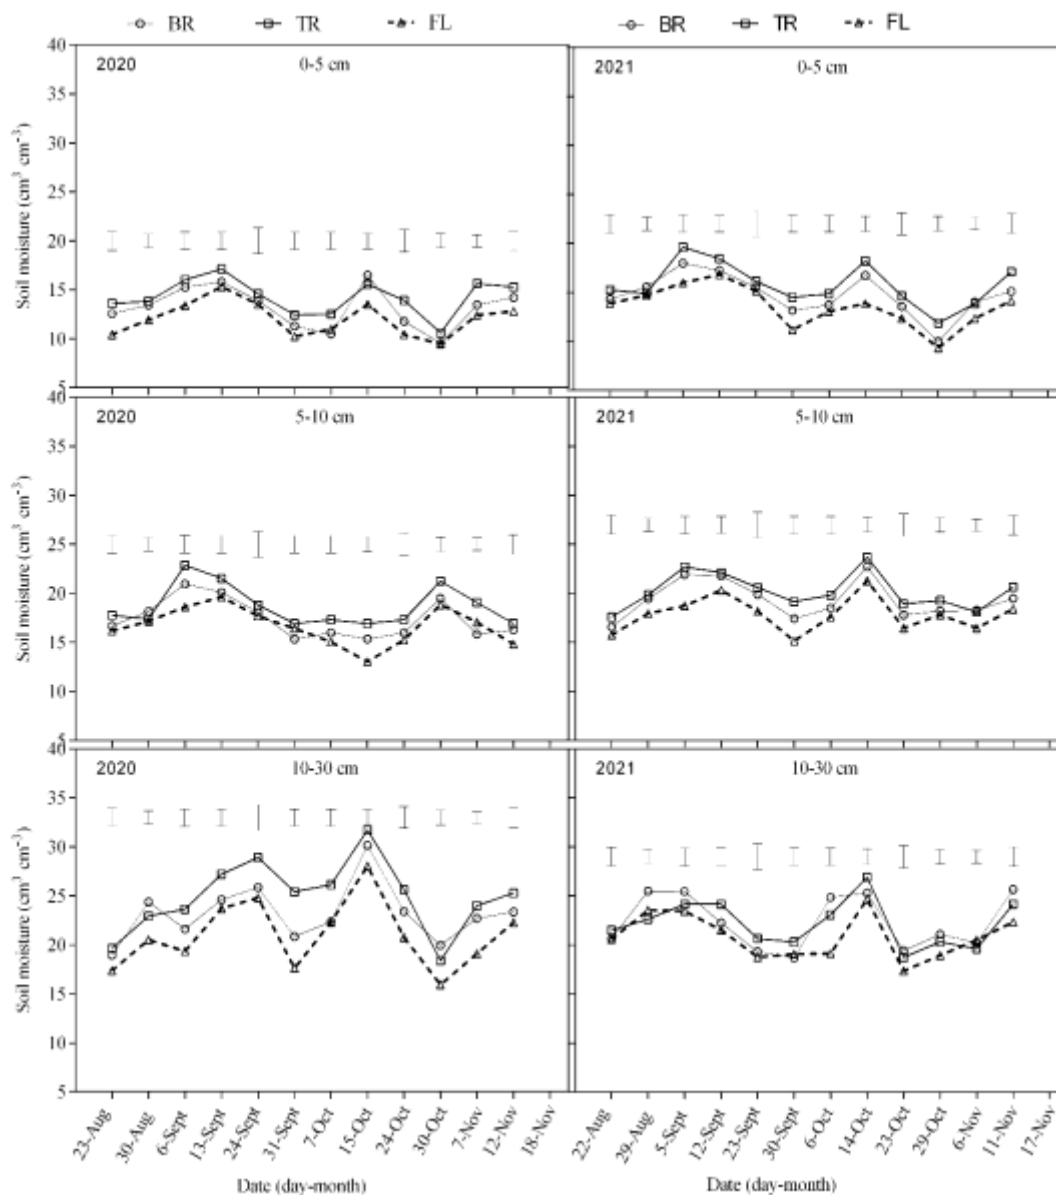 BR TR FL BR TR FL
2020 0-5 cm 2021 0-5 cm
Soil moisture (cm³ cm⁻³)
40
35
30
25
20
15
10
5
2020 5-10 cm 2021 5-10 cm
Soil moisture (cm³ cm⁻³)
40
35
30
25
20
15
10
5
2020 10-30 cm 2021 10-30 cm
Soil moisture (cm³ cm⁻³)
40
35
30
25
20
15
10
5
23-Aug 30-Aug 6-Sept 13-Sept 24-Sept 31-Sept 7-Oct 15-Oct 24-Oct 30-Oct 7-Nov 12-Nov 18-Nov
22-Aug 29-Aug 5-Sept 12-Sept 23-Sept 30-Sept 6-Oct 14-Oct 23-Oct 29-Oct 6-Nov 11-Nov 17-Nov
Date (day-month) Date (day-month)